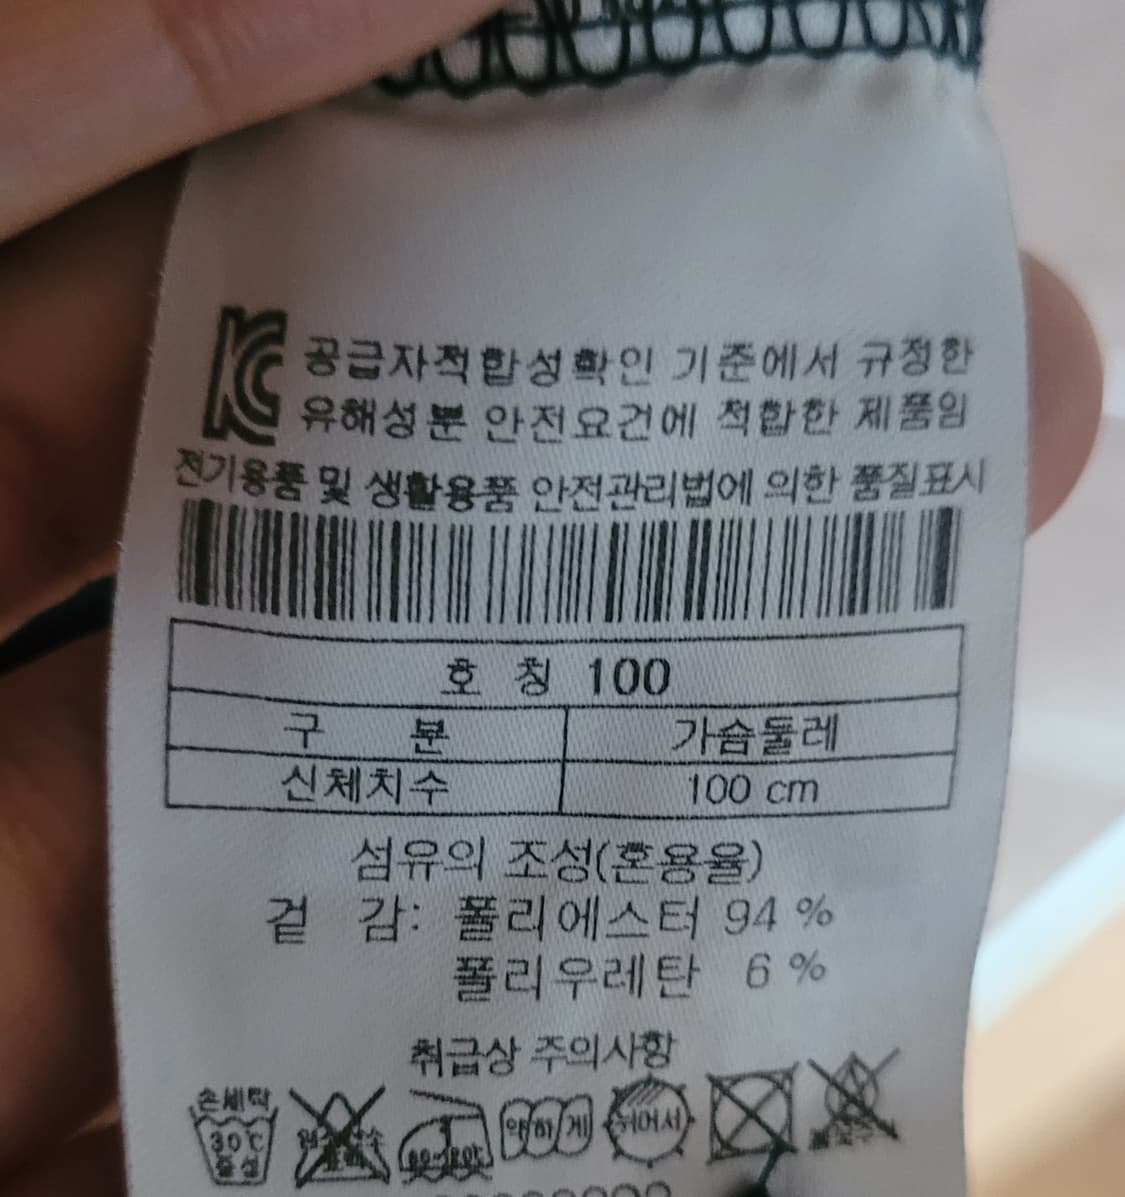 KC 공급자적합성확인 기준에서 규정한
유해성분 안전요건에 적합한 제품임
전기용품 및 생활용품 안전관리법에 의한 품질표시
호 칭 100
구 분 가슴둘레
신체치수 100 cm
섬유의 조성(혼용율)
겉 감: 폴리에스터 94 %
폴리우레탄 6 %
취급상 주의사항
손세탁
30℃ 중성
약하게
뉘어서